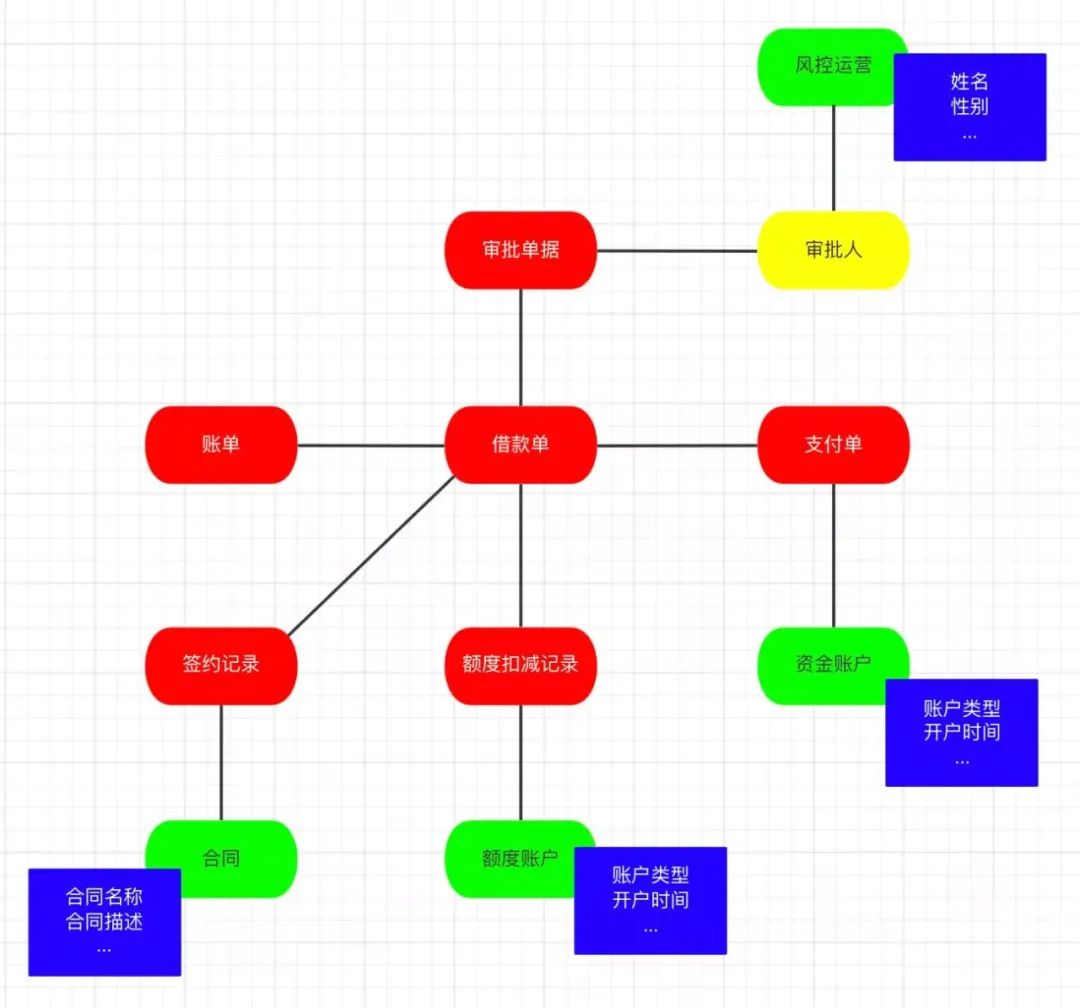 风控运营
姓名
性别
...
审批单据
审批人
账单
借款单
支付单
签约记录
额度扣减记录
资金账户
账户类型
开户时间
...
合同
合同名称
合同描述
...
额度账户
账户类型
开户时间
...